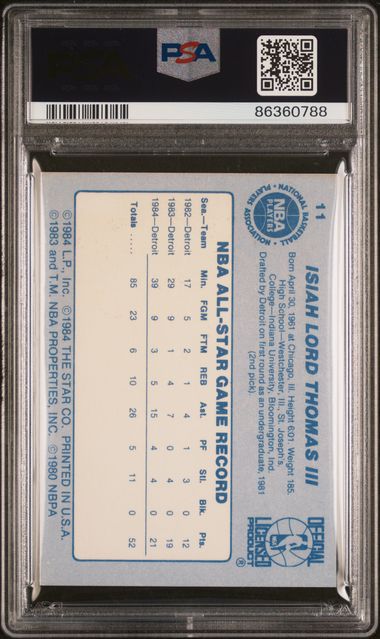 PSA
PSA
86360788
11
NATIONAL BASKETBALL
NBA
PLAYERS
PLAYERS ASSOCIATION
ISIAH LORD THOMAS III
Born April 30, 1961 at Chicago, Ill. Height 6'01. Weight 185.
High School—Westchester, Ill., St. Joseph's.
College—Indiana University, Bloomington, Ind.
Drafted by Detroit on first round as an undergraduate, 1981
(2nd pick).
OFFICIAL
NBA
LICENSED
PRODUCT
®
NBA ALL-STAR GAME RECORD
Sea.—Team Min. FGM FTM REB Ast. PF Stl. Blk. Pts.
1982—Detroit 17 5 2 1 4 1 3 0 12
1983—Detroit 29 9 1 4 7 0 4 0 19
1984—Detroit 39 9 3 5 15 4 4 0 21
Totals ..... 85 23 6 10 26 5 11 0 52
©1984 L.P., Inc. ©1984 THE STAR CO. PRINTED IN U.S.A.
©1983 and T.M. NBA PROPERTIES, INC. ©1980 NBPA